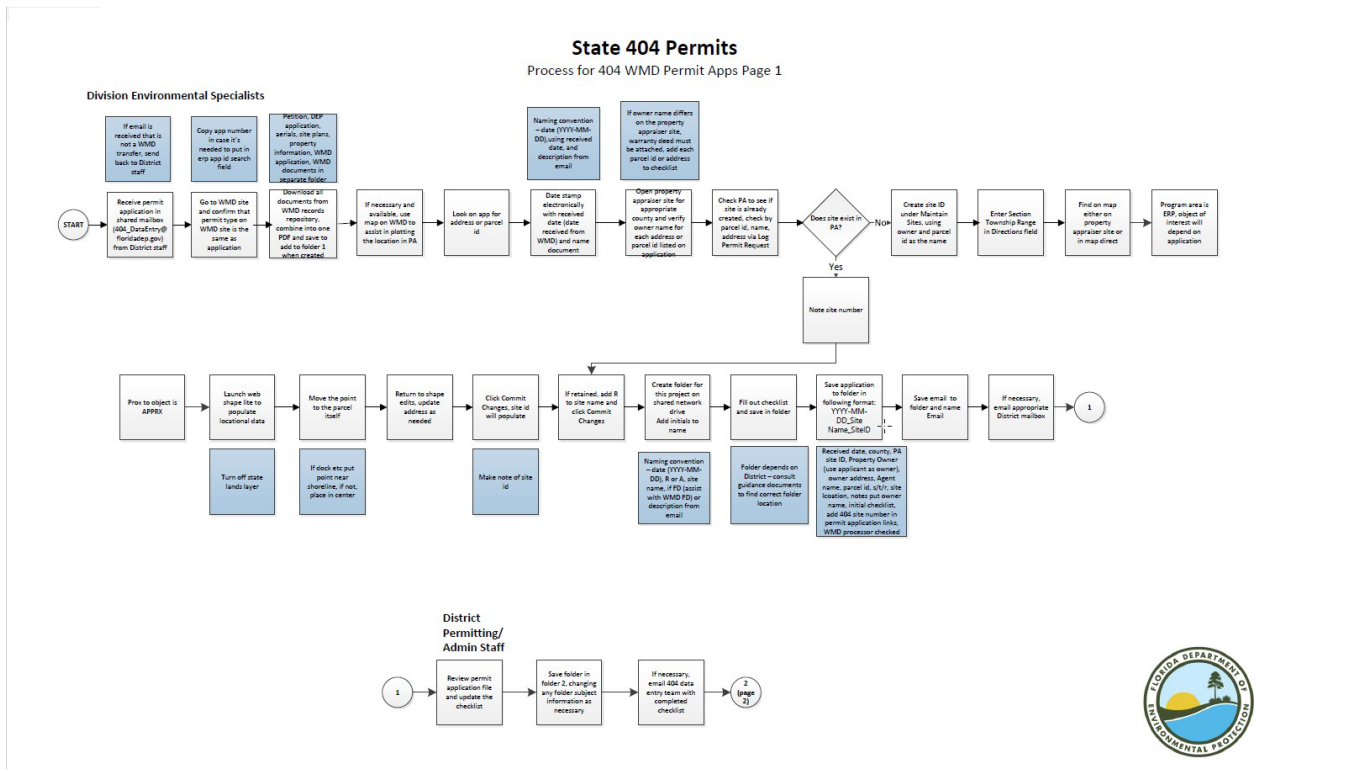 State 404 Permits
Process for 404 WMD Permit Apps Page 1
Division Environmental Specialists
If email is
received that is
not a WMD
transfer, send
back to District
staff
Copy app number
in case it's
needed to put in
erp app id search
field
Petition, DEP
application,
aerials, site plans,
property
information, WMD
application, WMD
documents in
separate folder
Naming convention
– date (YYYY-MM-
DD),using received
date, and
description from
email
If owner name differs
on the property
appraiser site,
warranty deed must
be attached, add each
parcel id or address
to checklist
START
Receive permit
application in
shared mailbox
(404_DataEntry@
floridadep.gov)
from District staff
Go to WMD site
and confirm that
permit type on
WMD site is the
same as
application
Download all
documents from
WMD records
repository,
combine into one
PDF and save to
add to folder 1
when created
If necessary and
available, use
map on WMD to
assist in plotting
the location in PA
Look on app for
address or parcel
id
Date stamp
electronically
with received date
(date received
from WMD) and name
document
Open property
appraiser site for
appropriate
county and verify
owner name for
each address or
parcel id listed on
application
Check PA to see if
site is already
created, check by
parcel id, name,
address via Log
Permit Request
Does site exist in
PA?
No
Create site ID
under Maintain
Sites, using
owner and parcel
id as the name
Enter Section
Township Range
in Directions field
Find on map
either on
property
appraiser site or
in map direct
Program area is
ERP, object of
interest will
depend on
application
Yes
Note site number
Prox to object is
APPRX
Launch web
shape lite to
populate
locational data
Move the point
to the parcel
itself
Return to shape
edits, update
address as
needed
Click Commit
Changes, site id
will populate
If retained, add R
to site name and
click Commit
Changes
Create folder for
this project on
shared network
drive
Add initials to
name
Fill out checklist
and save in folder
Save application
to folder in
following format:
YYYY-MM-
DD_Site
Name_SiteID
Save email to
folder and name
Email
If necessary,
email appropriate
District mailbox
1
Turn off state
lands layer
If dock etc put
point near
shoreline, if not,
place in center
Make note of site
id
Naming convention
– date (YYYY-MM-
DD), R or A, site
name, if FD (assist
with WMD FD) or
description from
email
Folder depends on
District – consult
guidance documents
to find correct folder
location
Received date, county, PA
site ID, Property Owner
(use applicant as owner),
owner address, Agent
name, parcel id, s/t/r, site
lcoation, notes put owner
name, initial checklist,
add 404 site number in
permit application links,
WMD processor checked
District
Permitting/
Admin Staff
1
Review permit
application file
and update the
checklist
Save folder in
folder 2, changing
any folder subject
information as
necessary
If necessary,
email 404 data
entry team with
completed
checklist
2
(page
2)
FLORIDA DEPARTMENT OF
ENVIRONMENTAL PROTECTION